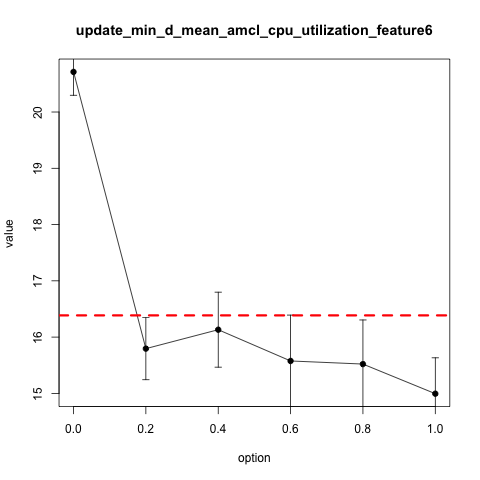 update_min_d_mean_amcl_cpu_utilization_feature6
20
19
18
17
16
15
value
0.0 0.2 0.4 0.6 0.8 1.0
option